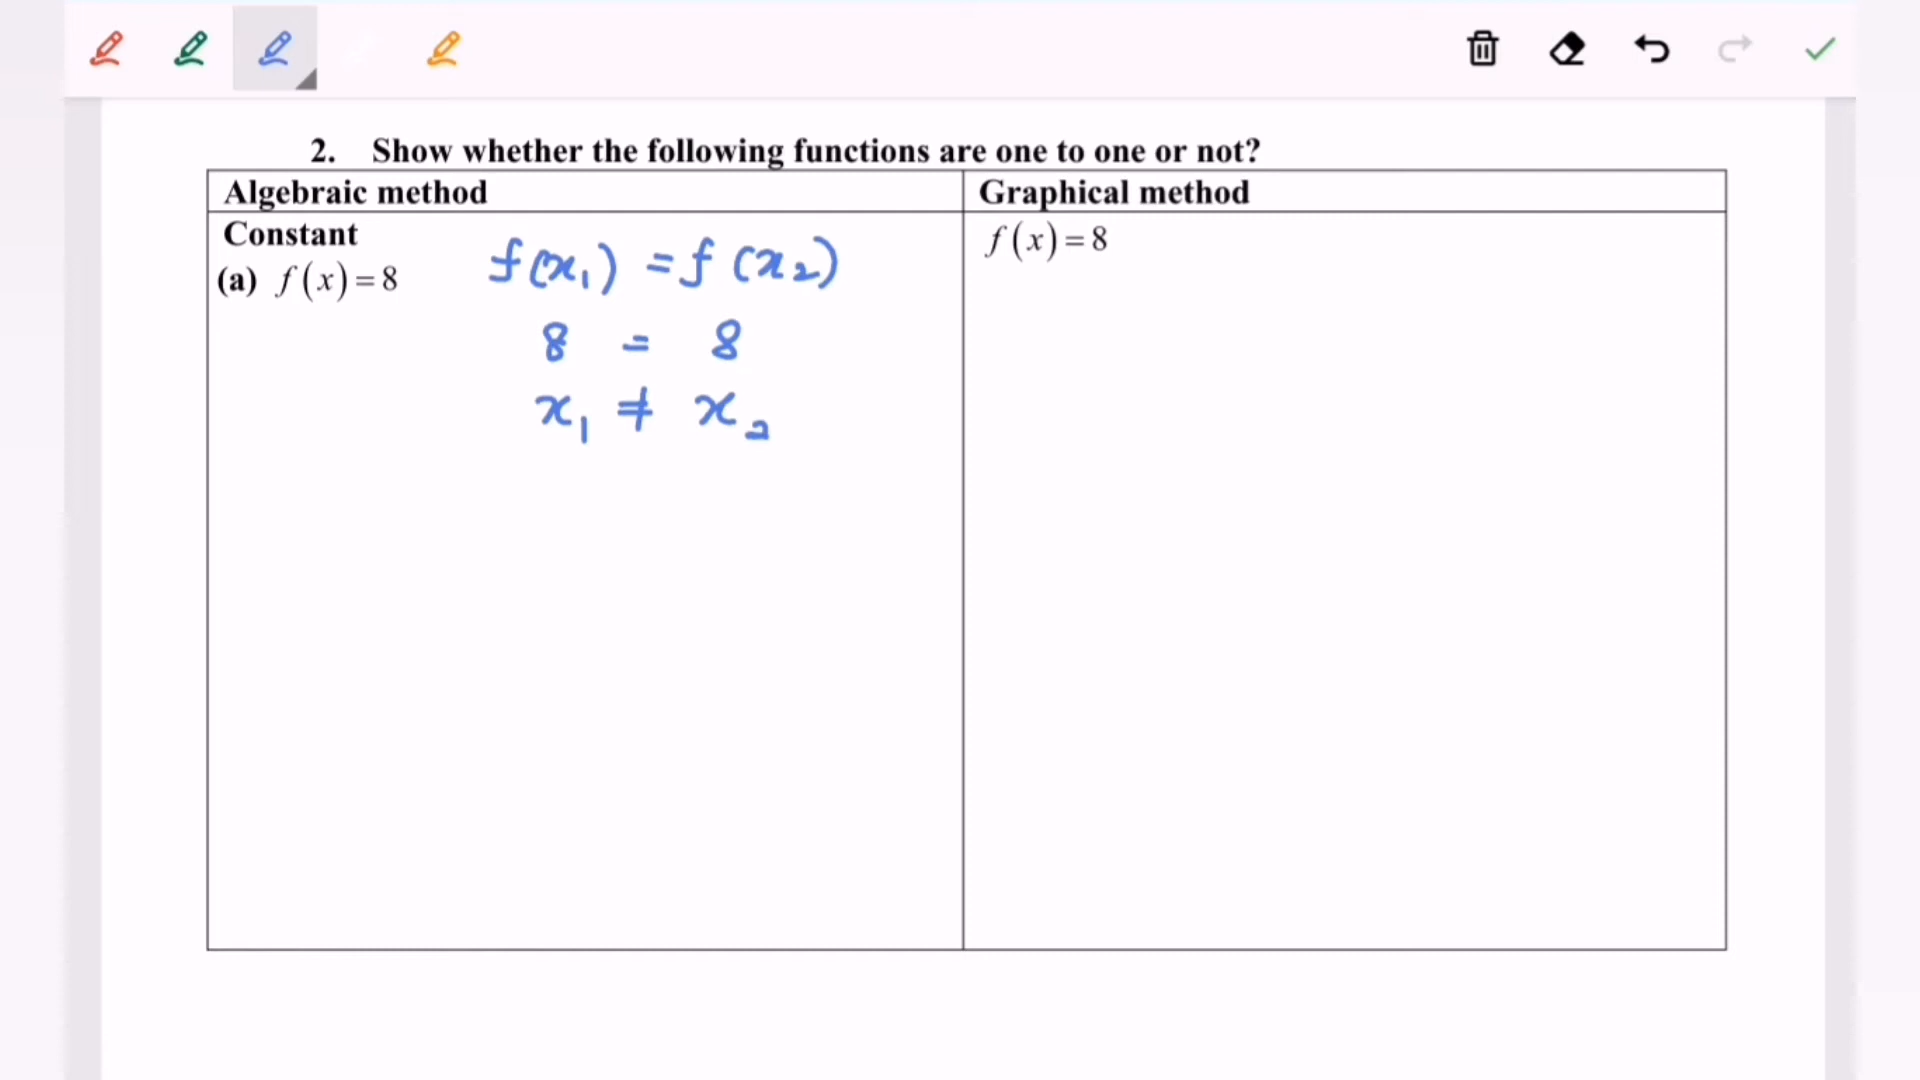 2. Show whether the following functions are one to one or not?
Algebraic method
Graphical method
Constant
(a) f(x)=8
f(x₁) = f(x₂)
8 = 8
x₁ ≠ x₂
f(x)=8